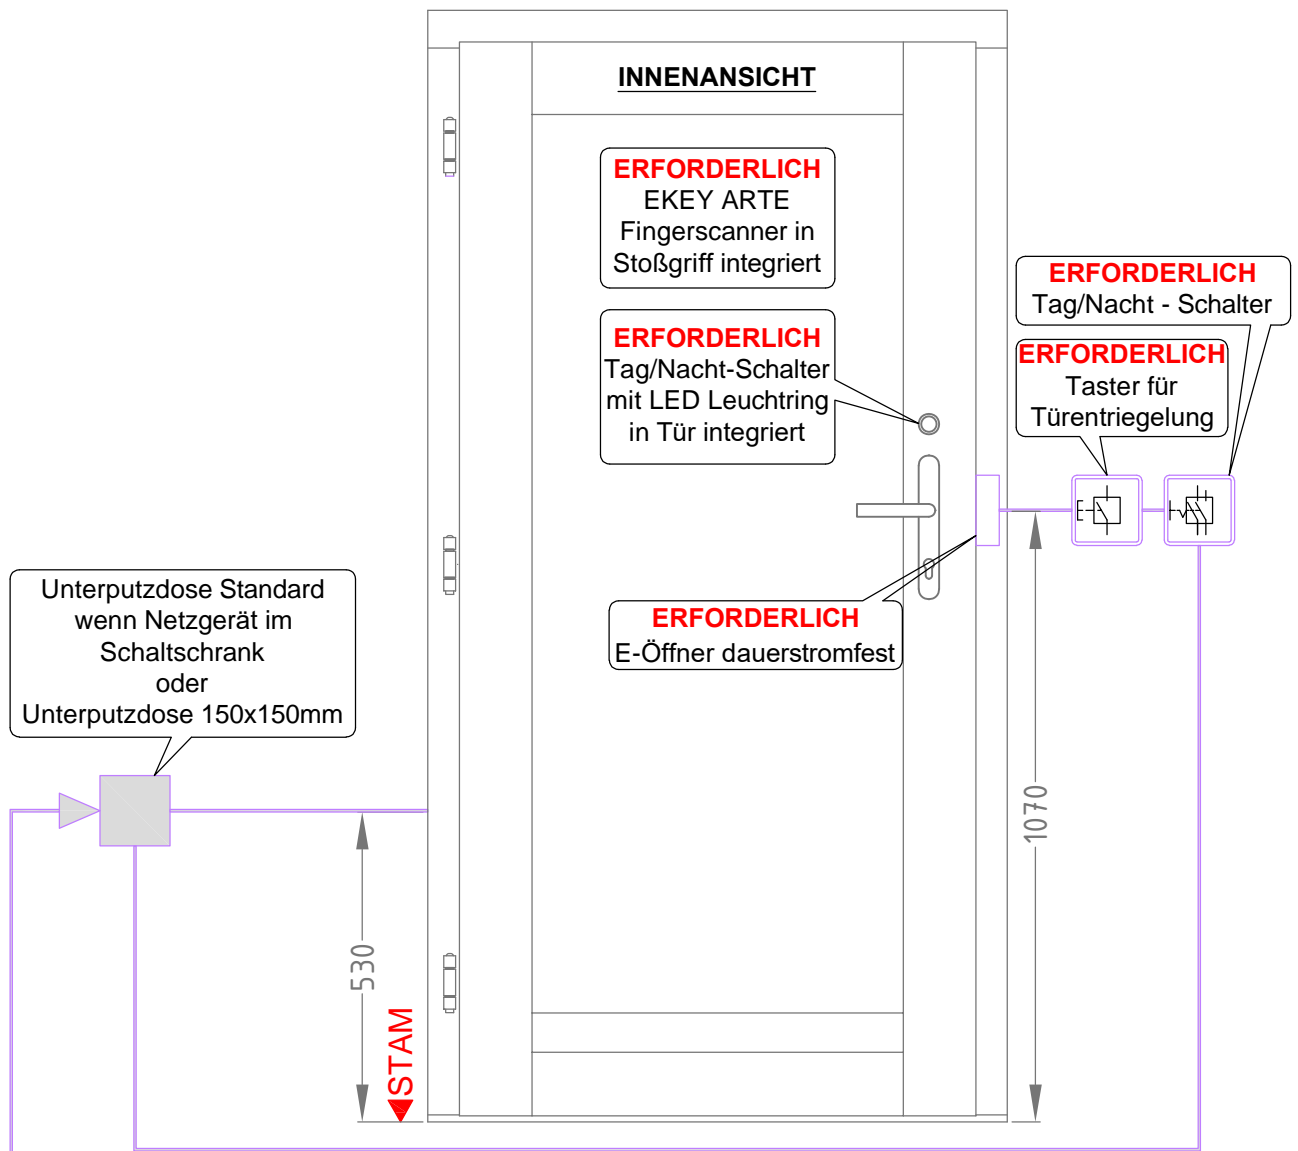 INNENANSICHT
ERFORDERLICH
EKEY ARTE
Fingerscanner in
Stoßgriff integriert
ERFORDERLICH
Tag/Nacht - Schalter
ERFORDERLICH
Tag/Nacht-Schalter
mit LED Leuchtring
in Tür integriert
ERFORDERLICH
Taster für
Türentriegelung
Unterputzdose Standard
wenn Netzgerät im
Schaltschrank
oder
Unterputzdose 150x150mm
ERFORDERLICH
E-Öffner dauerstromfest
1070
530
STAM